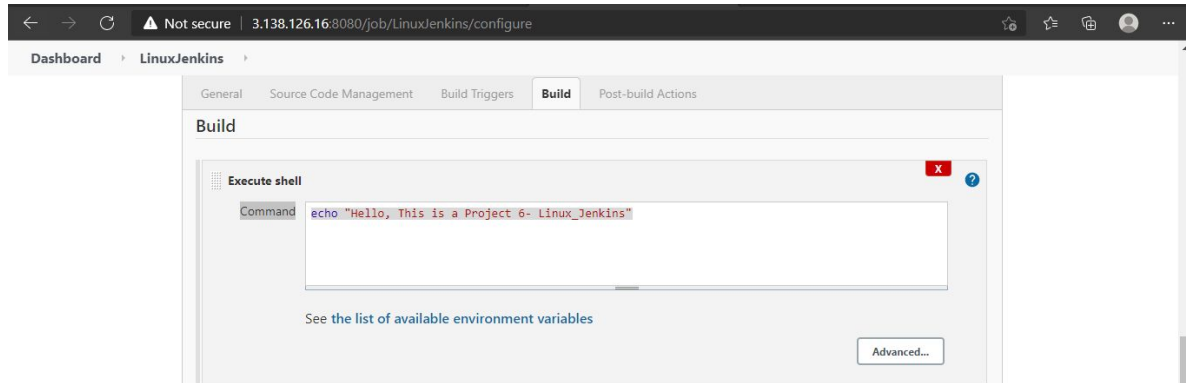 Not secure | 3.138.126.16:8080/job/LinuxJenkins/configure
Dashboard LinuxJenkins
General Source Code Management Build Triggers Build Post-build Actions
Build
X
Execute shell ?
Command echo "Hello, This is a Project 6- Linux_Jenkins"
See the list of available environment variables
Advanced...